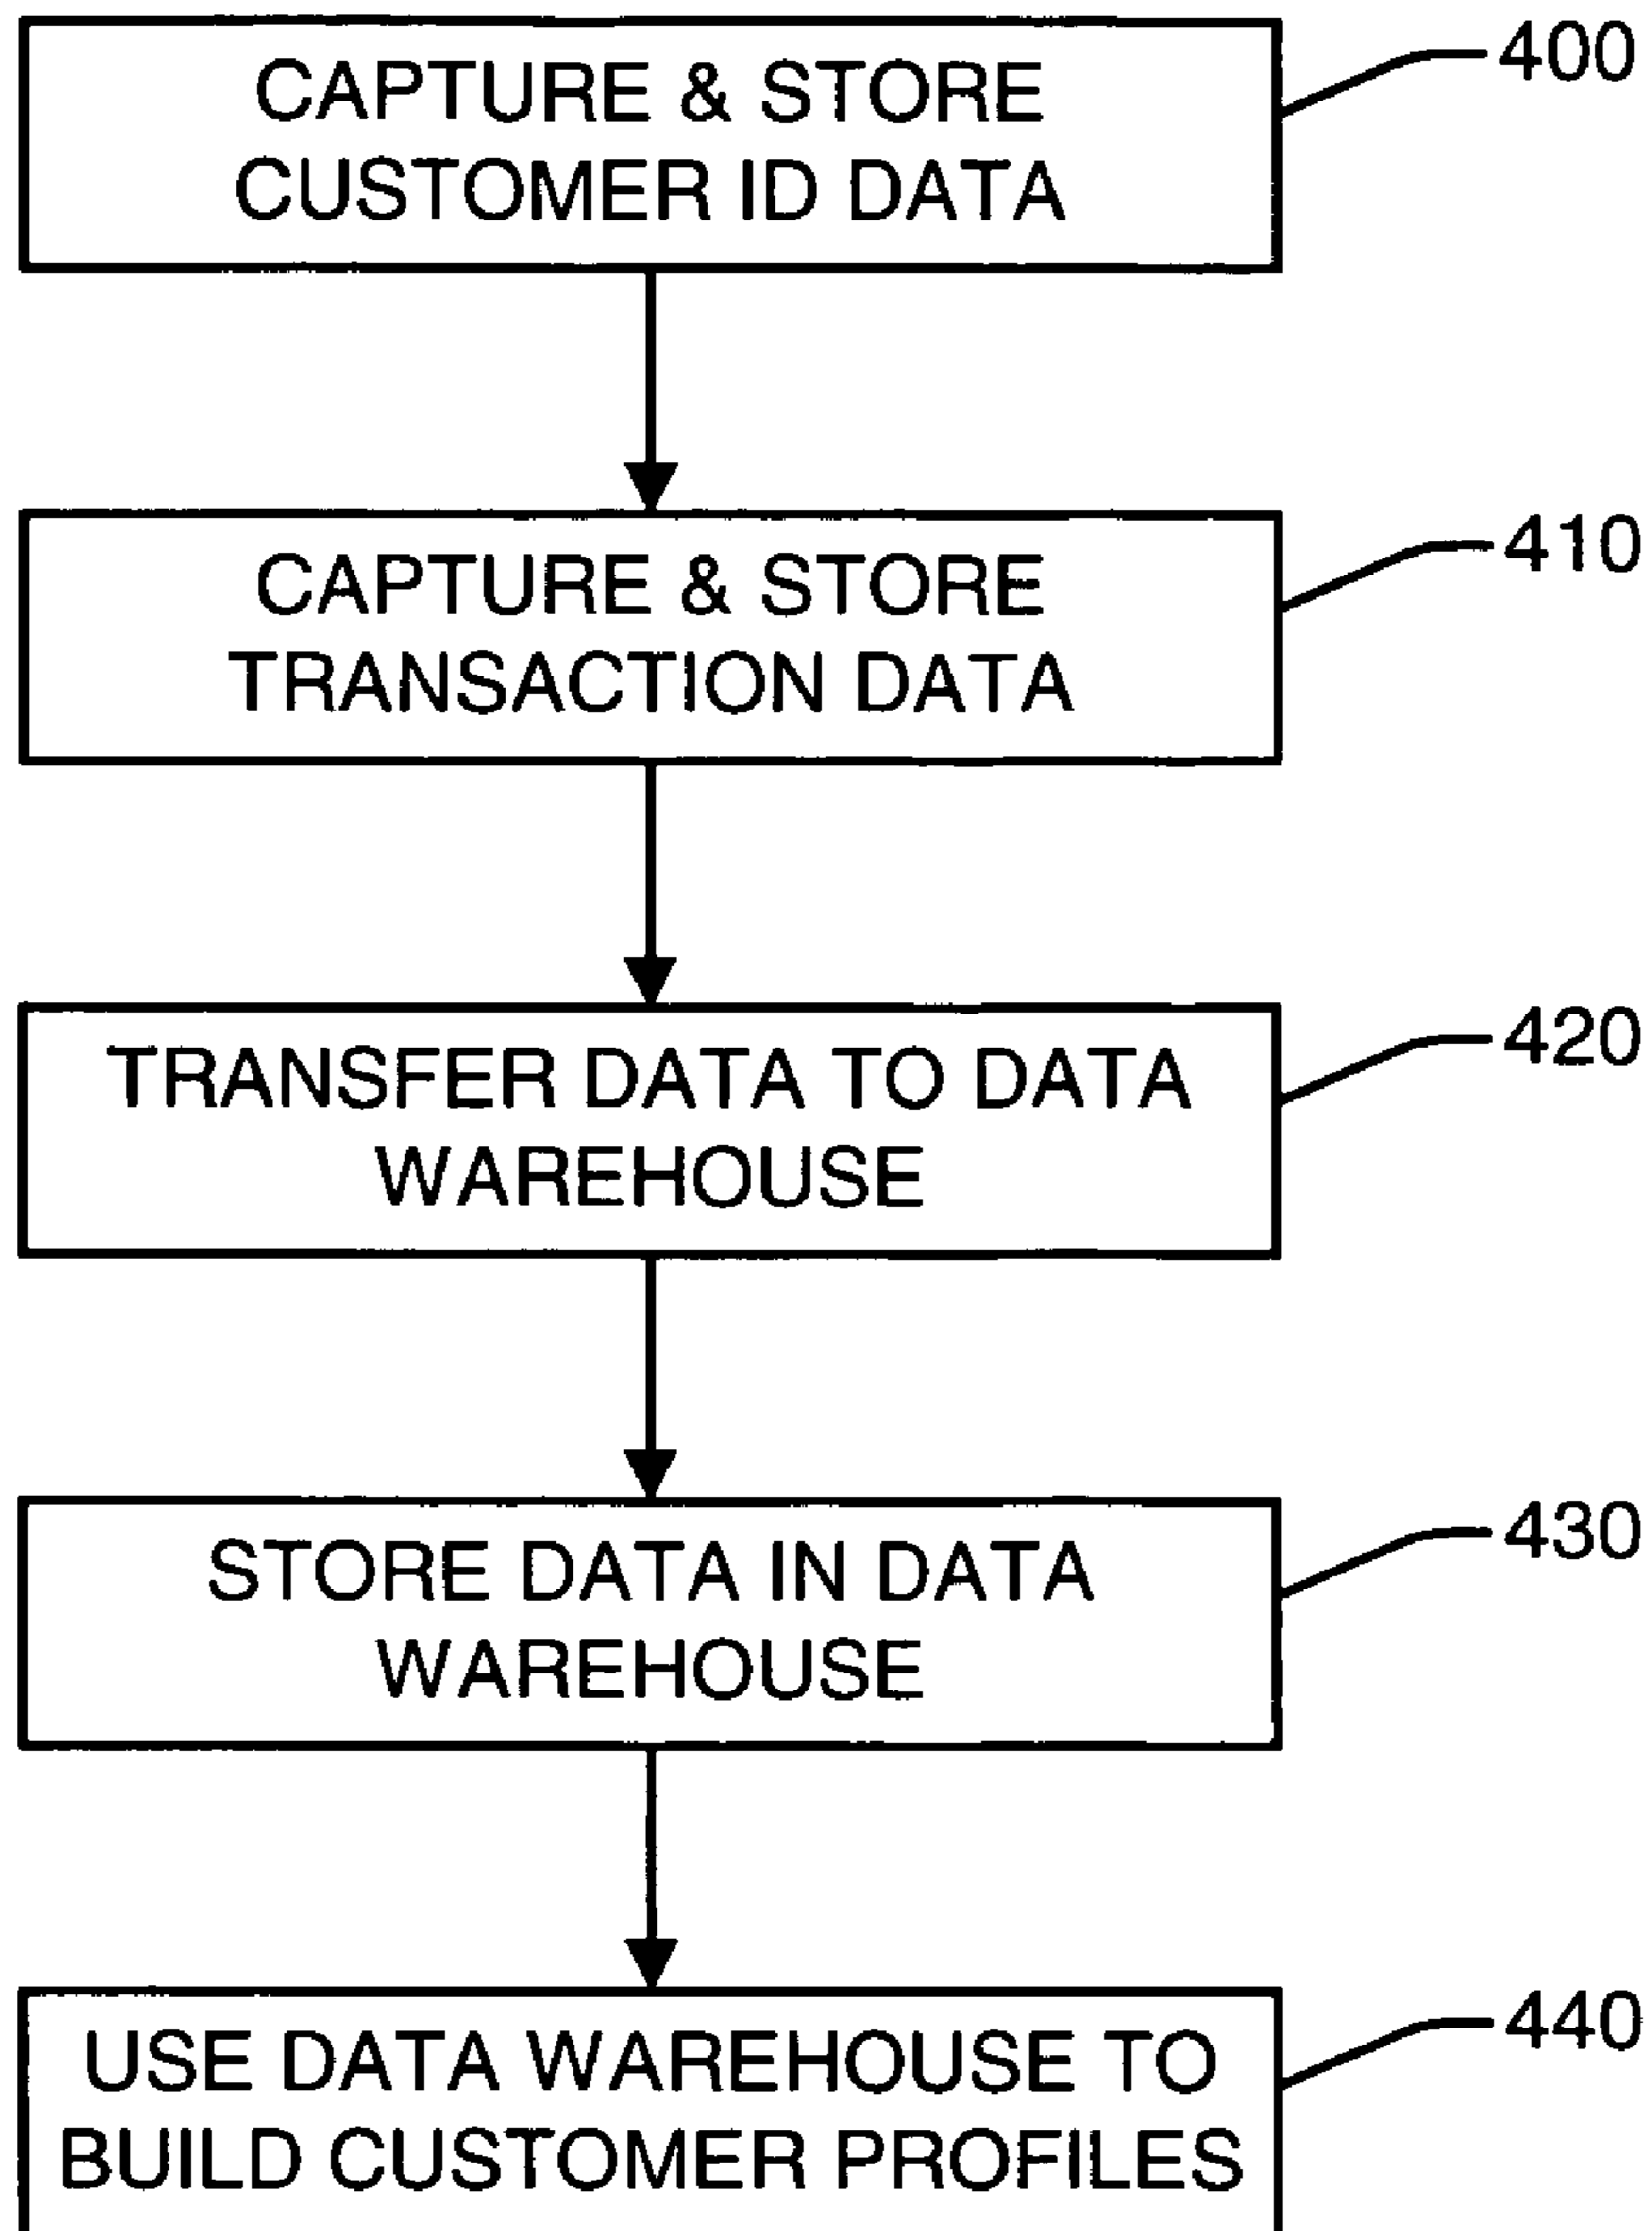 CAPTURE & STORE
CUSTOMER ID DATA
400
CAPTURE & STORE
TRANSACTION DATA
410
TRANSFER DATA TO DATA
WAREHOUSE
420
STORE DATA IN DATA
WAREHOUSE
430
USE DATA WAREHOUSE TO
BUILD CUSTOMER PROFILES
440